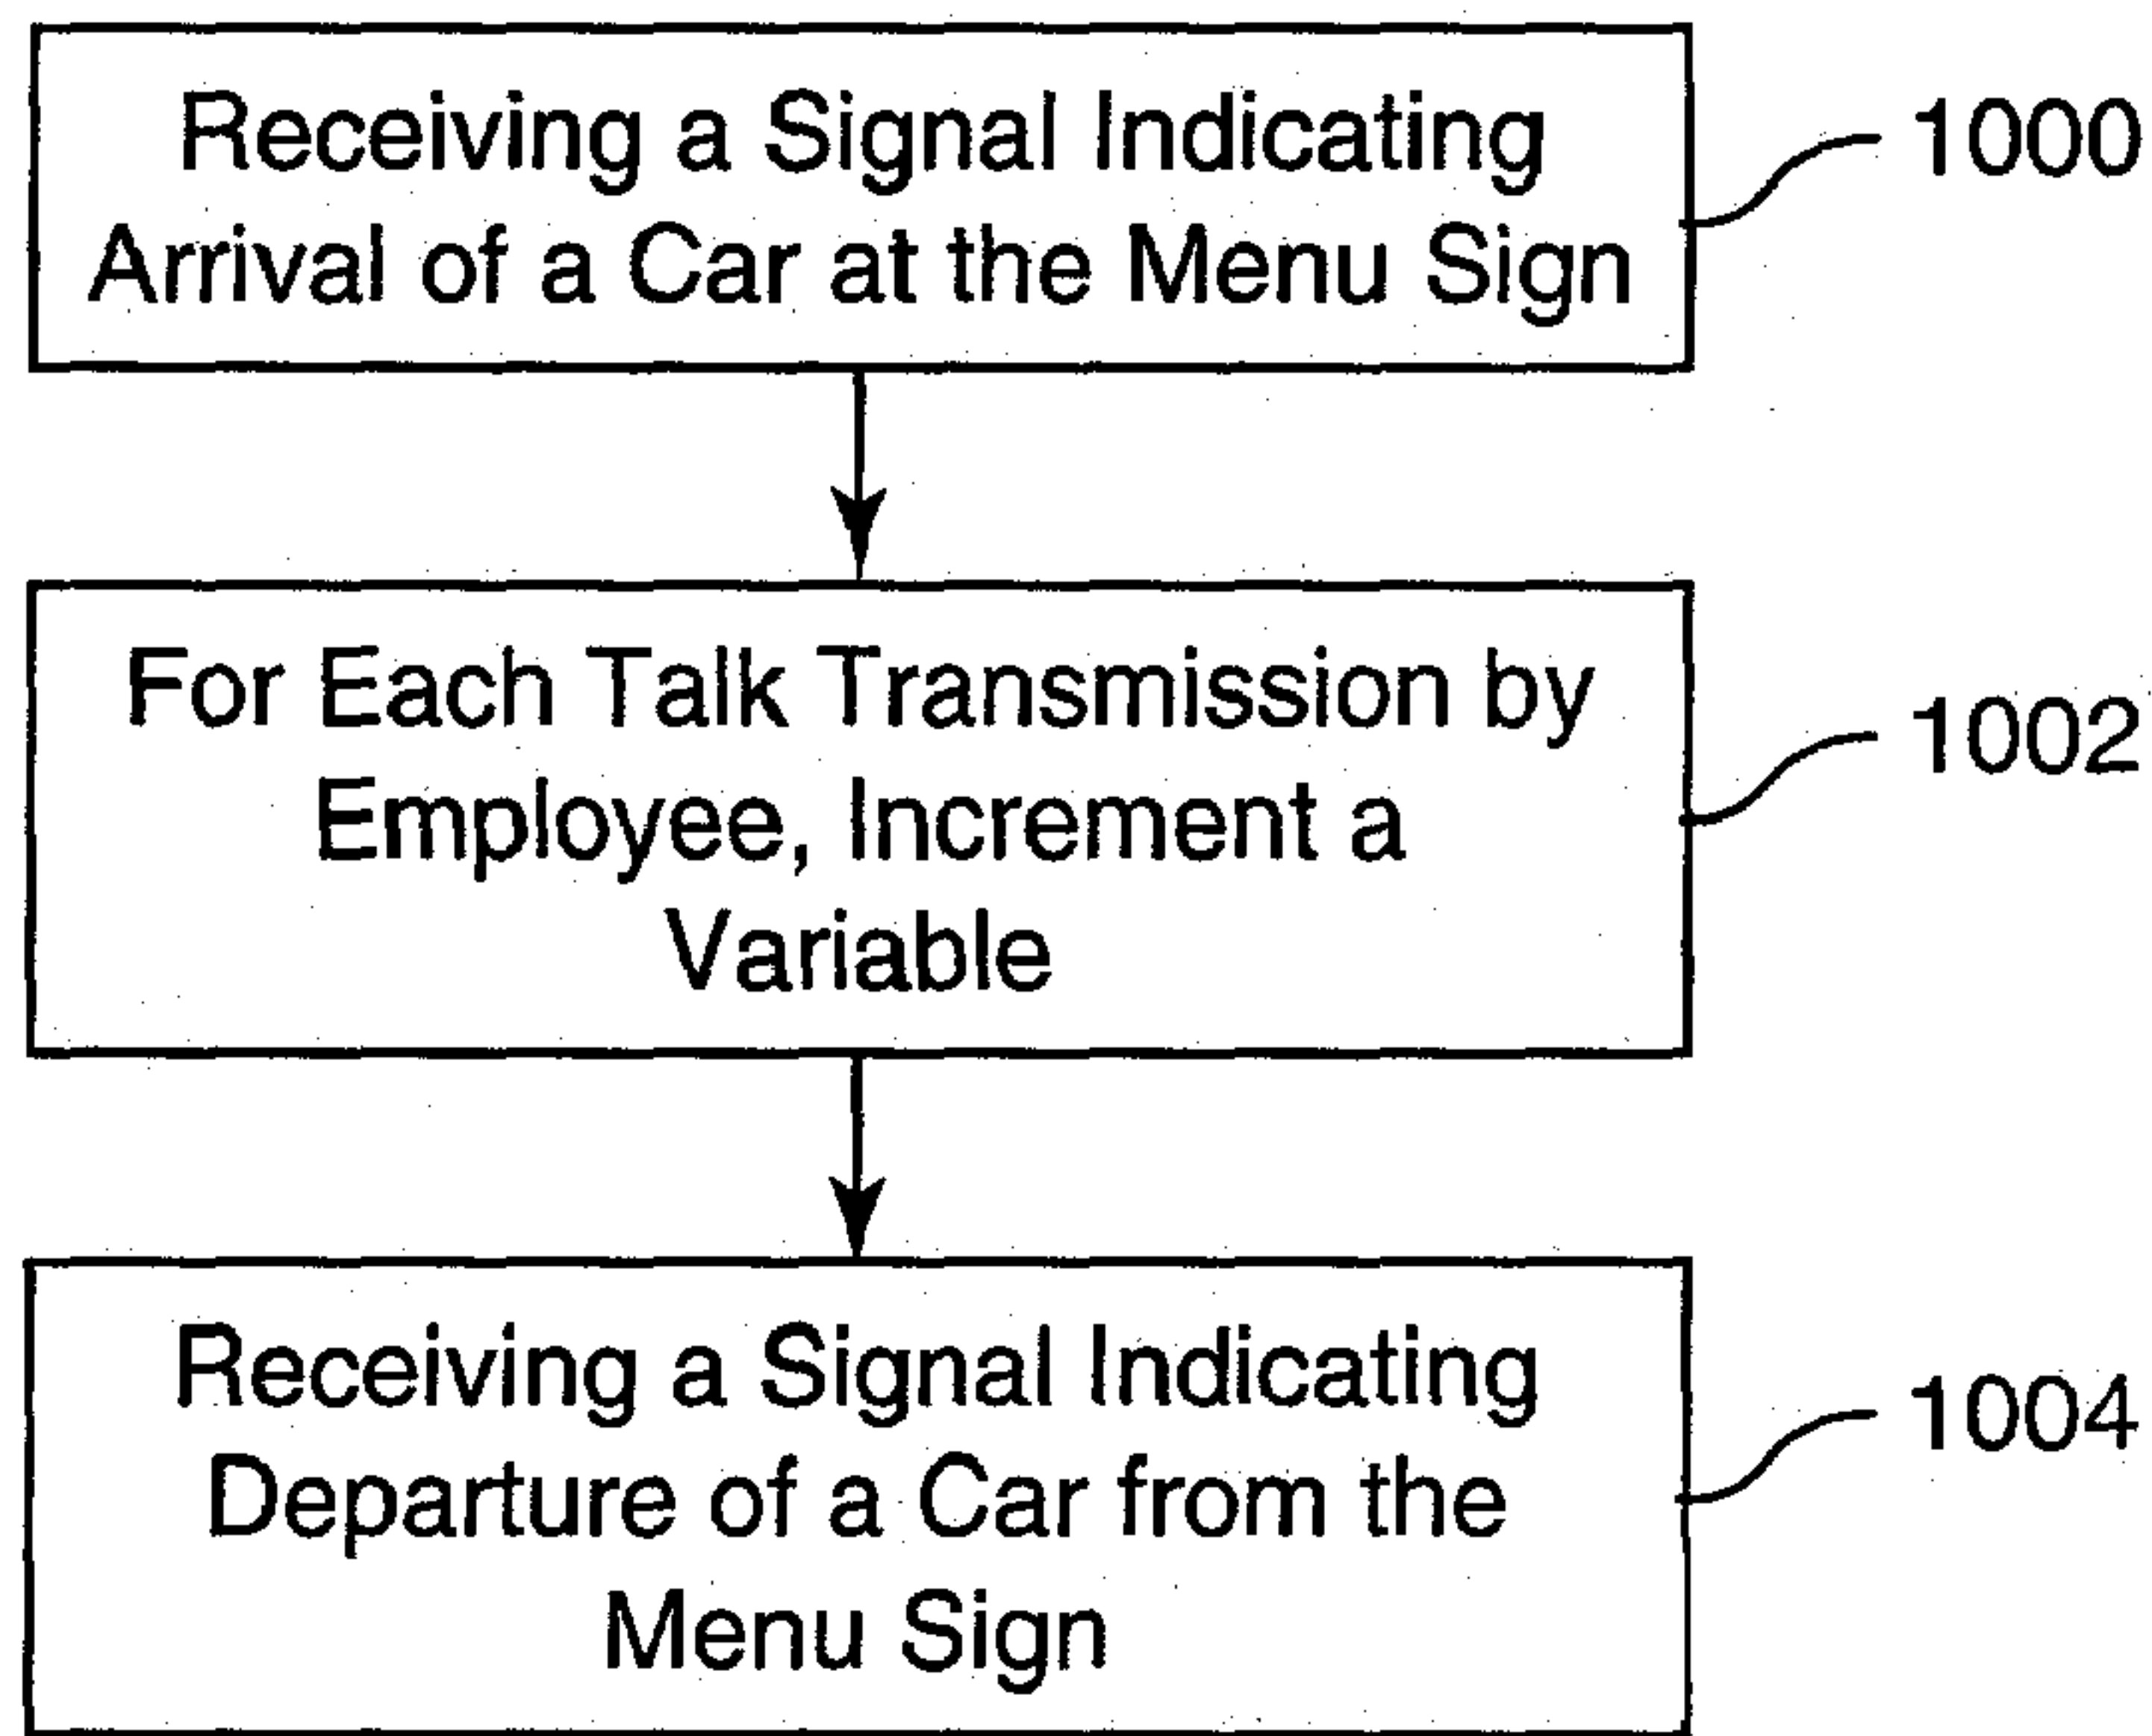 Receiving a Signal Indicating
Arrival of a Car at the Menu Sign
1000
For Each Talk Transmission by
Employee, Increment a
Variable
1002
Receiving a Signal Indicating
Departure of a Car from the
Menu Sign
1004